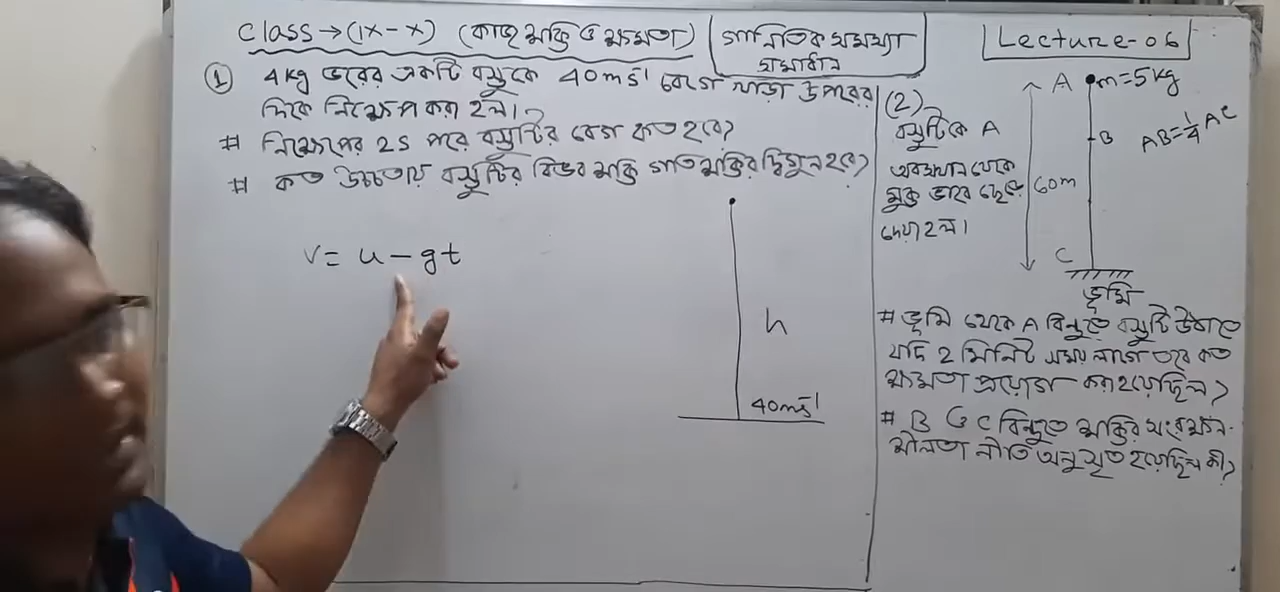 Class→(ix-x) (কাজ শক্তি ও ক্ষমতা)
গানিতিক সমস্যা
সমাধান
Lecture-06
① 4kg ভরের একটি বস্তুকে 40ms⁻¹ বেগে খাড়া উপরের
দিকে নিক্ষেপ করা হল।
# নিক্ষেপের 2s পরে বস্তুটির বেগ কত হবে?
# কত উচ্চতায় বস্তুটির বিভব শক্তি গতিশক্তির দ্বিগুন হবে?
v= u-gt
h
40ms⁻¹
(2)
বস্তুটিকে A
অবস্থান থেকে
মুক্ত ভাবে ছেড়ে
দেয়া হল।
A
m=5kg
B
AB=¼AC
60m
C
ভূমি
# ভূমি থেকে A বিন্দুতে বস্তুটি উঠাতে
যদি 2 মিনিট সময় লাগে তবে কত
ক্ষমতা প্রয়োগ করা হয়েছিল?
# B ও C বিন্দুতে শক্তির সংরক্ষন-
শীলতা নীতি অনুসৃত হয়েছিল কী?